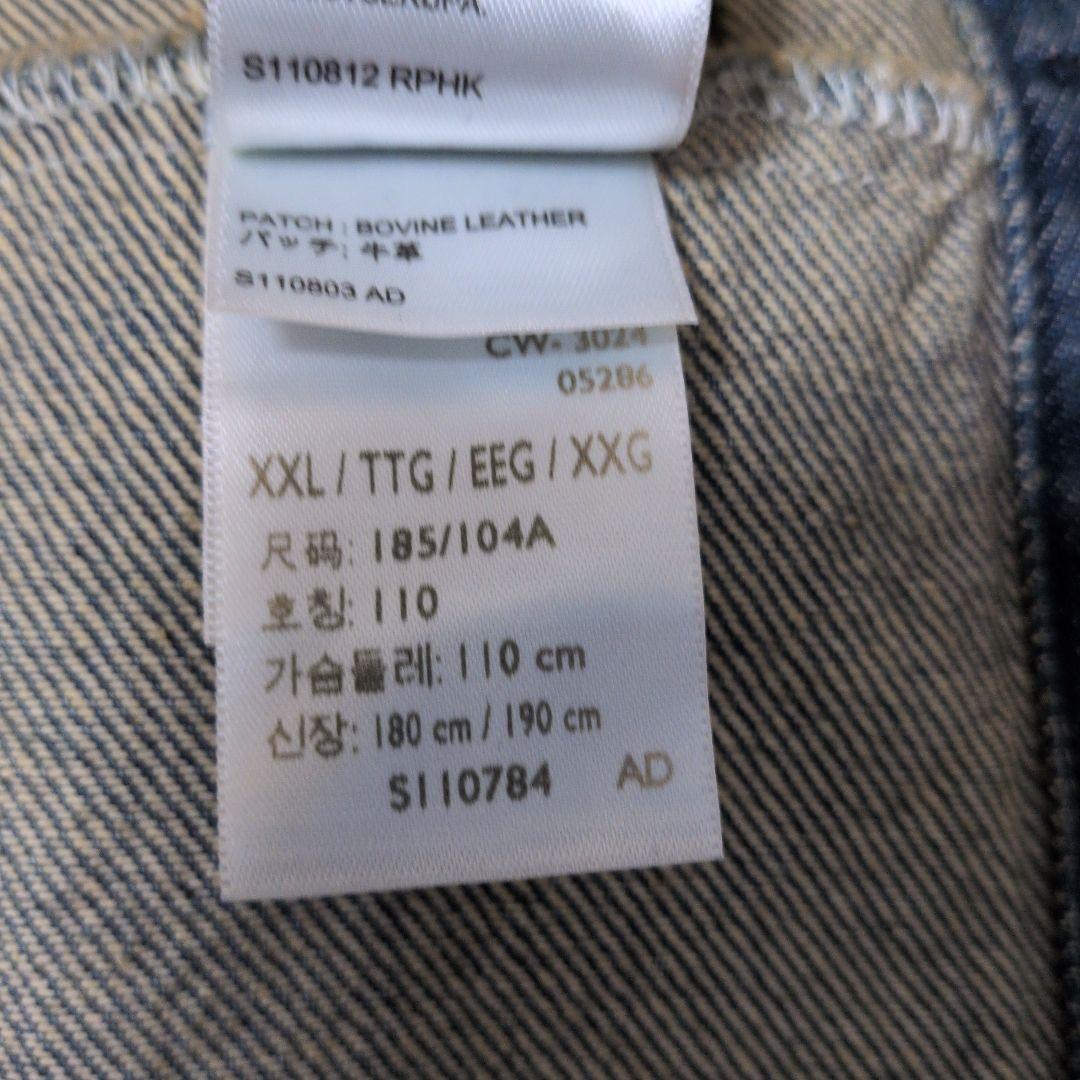 S110812 RPHK
PATCH : BOVINE LEATHER
パッチ: 牛革
S110803 AD
CW- 3024
05286
XXL / TTG / EEG / XXG
尺码: 185/104A
호칭: 110
가슴둘레: 110 cm
신장: 180 cm / 190 cm
S110784 AD